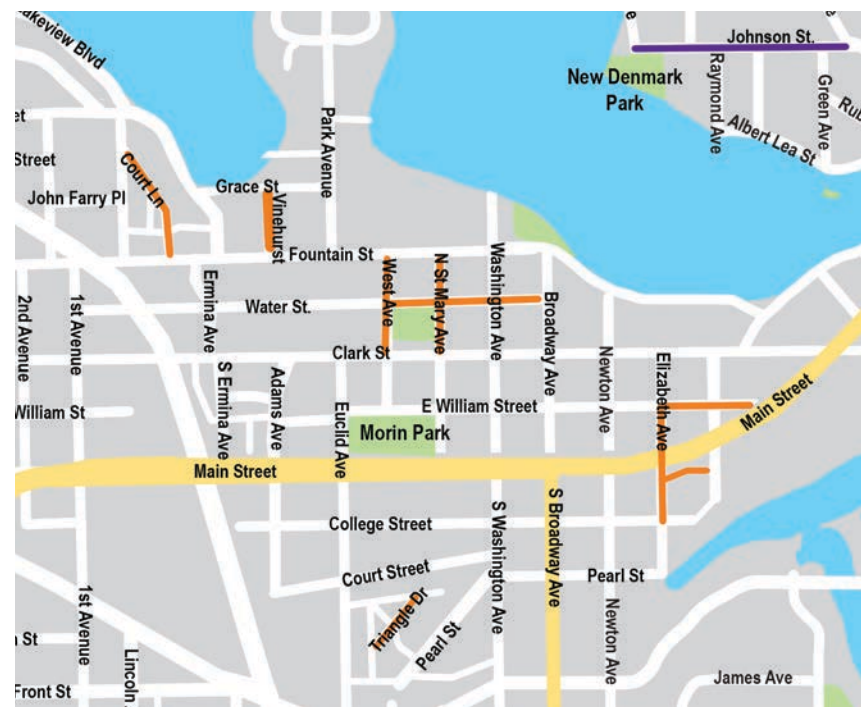 akeview Blvd
Johnson St.
New Denmark
Park
Raymond Ave
Green Ave
Rub
Albert Lea St
et
Street
Park Avenue
Court Ln
Grace St
John Farry Pl
Vinehurst
Fountain St
Ermina Ave
West Ave
N St Mary Ave
Washington Ave
Broadway Ave
2nd Avenue
1st Avenue
Water St.
Clark St
Newton Ave
Elizabeth Ave
S Ermina Ave
Adams Ave
Main Street
William St
Euclid Ave
E William Street
Morin Park
Main Street
College Street
S Washington Ave
S Broadway Ave
Court Street
Pearl St
1st Avenue
Triangle Dr
Pearl St
Newton Ave
St
Lincoln
Front St
James Ave